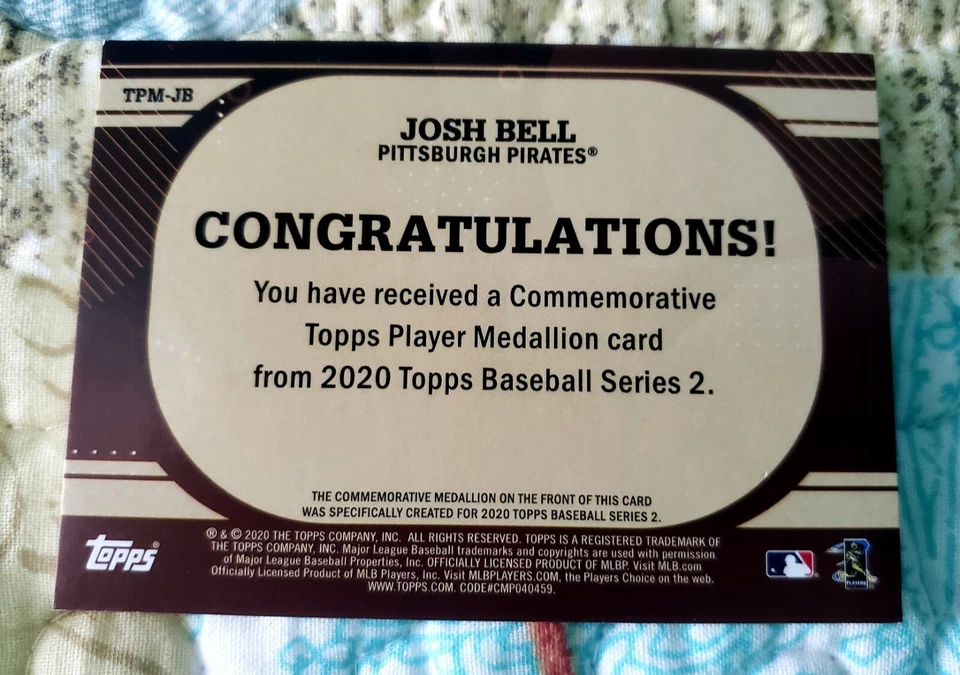 TPM-JB
JOSH BELL
PITTSBURGH PIRATES®
CONGRATULATIONS!
You have received a Commemorative
Topps Player Medallion card
from 2020 Topps Baseball Series 2.
THE COMMEMORATIVE MEDALLION ON THE FRONT OF THIS CARD
WAS SPECIFICALLY CREATED FOR 2020 TOPPS BASEBALL SERIES 2.
topps®
® & © 2020 THE TOPPS COMPANY, INC. ALL RIGHTS RESERVED. TOPPS IS A REGISTERED TRADEMARK OF
THE TOPPS COMPANY, INC. Major League Baseball trademarks and copyrights are used with permission
of Major League Baseball Properties, Inc. OFFICIALLY LICENSED PRODUCT OF MLBP. Visit MLB.com
Officially Licensed Product of MLB Players, Inc. Visit MLBPLAYERS.COM, the Players Choice on the web.
WWW.TOPPS.COM. CODE#CMP040459.
PLAYERS